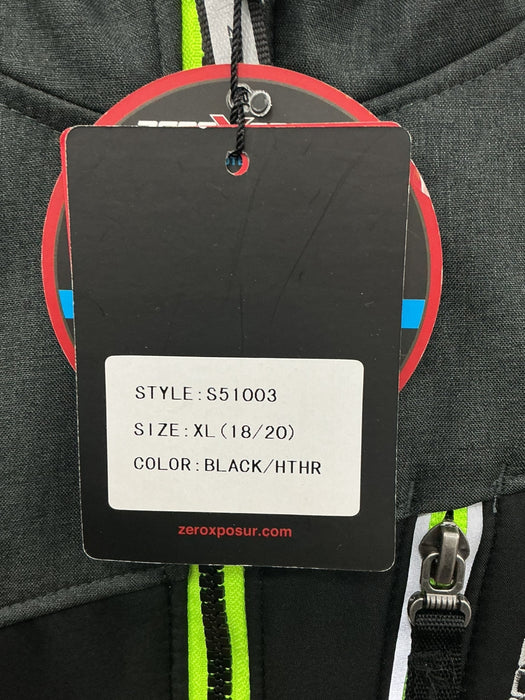 STYLE:S51003
SIZE:XL(18/20)
COLOR:BLACK/HTHR
zeroxposur.com